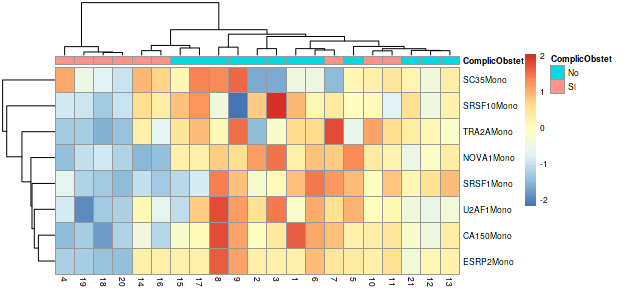 ComplicObstet
SC35Mono
SRSF10Mono
TRA2AMono
NOVA1Mono
SRSF1Mono
U2AF1Mono
CA150Mono
ESRP2Mono
4 19 18 20 14 16 15 17 8 9 2 3 1 6 7 5 10 11 21 12 13
2
1
0
-1
-2
ComplicObstet
No
SI